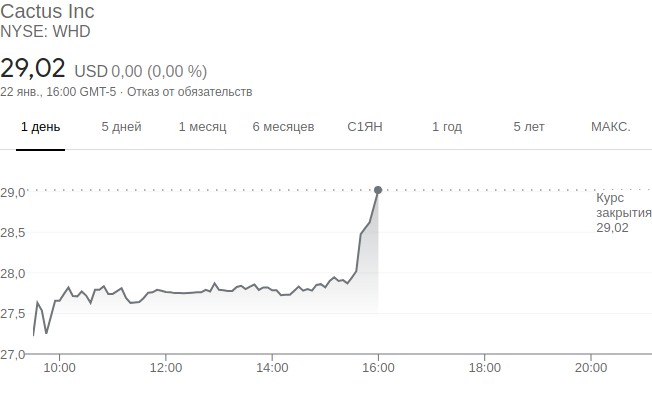 Cactus Inc
NYSE: WHD
29,02 USD 0,00 (0,00 %)
22 янв., 16:00 GMT-5 · Отказ от обязательств
1 день 5 дней 1 месяц 6 месяцев С1ЯН 1 год 5 лет МАКС.
29,0
Курс
закрытия
29,02
28,5
28,0
27,5
27,0
10:00 12:00 14:00 16:00 18:00 20:00